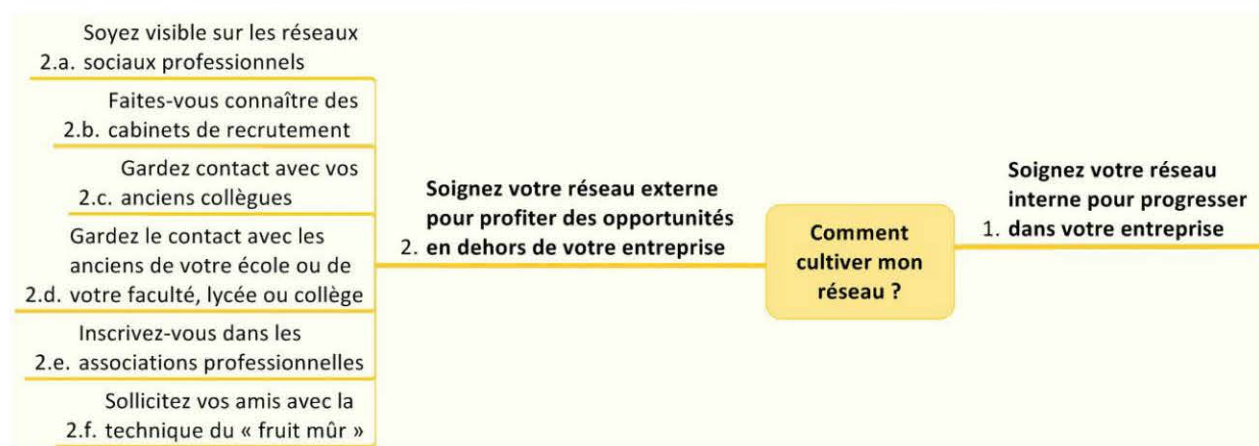 Soyez visible sur les réseaux
2.a. sociaux professionnels
Faites-vous connaître des
2.b. cabinets de recrutement
Gardez contact avec vos
2.c. anciens collègues
Gardez le contact avec les
anciens de votre école ou de
2.d. votre faculté, lycée ou collège
Inscrivez-vous dans les
2.e. associations professionnelles
Sollicitez vos amis avec la
2.f. technique du « fruit mûr »
Soignez votre réseau externe
pour profiter des opportunités
2. en dehors de votre entreprise
Comment
cultiver mon
réseau ?
Soignez votre réseau
interne pour progresser
1. dans votre entreprise